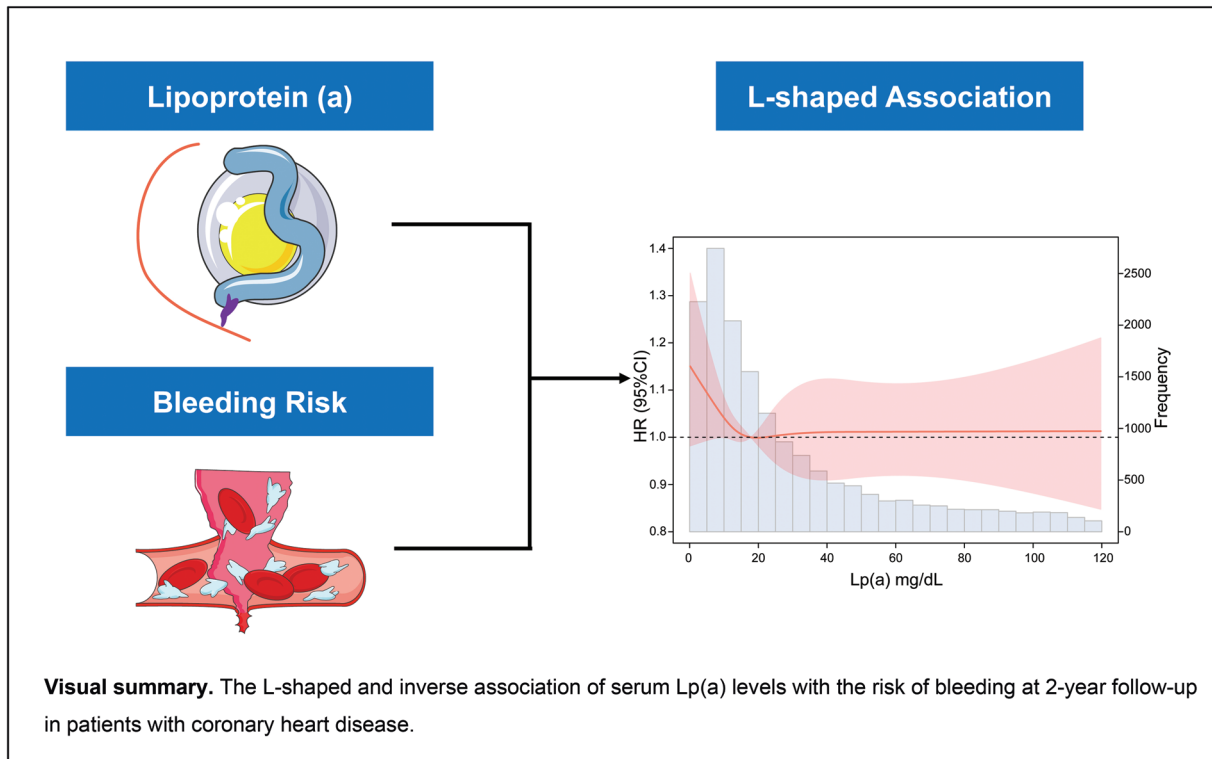 Lipoprotein (a)
L-shaped Association
Bleeding Risk
HR (95%CI)
1.4
1.3
1.2
1.1
1.0
0.9
0.8
Frequency
2500
2000
1500
1000
500
0
0 20 40 60 80 100 120
Lp(a) mg/dL
Visual summary. The L-shaped and inverse association of serum Lp(a) levels with the risk of bleeding at 2-year follow-up
in patients with coronary heart disease.